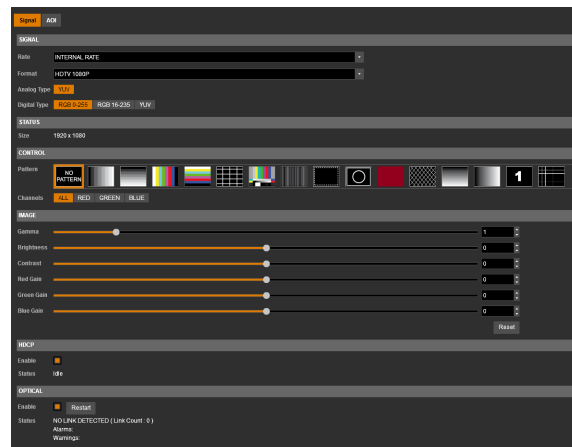 Signal AOI
SIGNAL
Rate INTERNAL RATE
Format HDTV 1080P
Analog Type YUV
Digital Type RGB 0-255 RGB 16-235 YUV
STATUS
Size 1920 x 1080
CONTROL
Pattern NO PATTERN 1
Channels ALL RED GREEN BLUE
IMAGE
Gamma 1
Brightness 0
Contrast 0
Red Gain 0
Green Gain 0
Blue Gain 0
Reset
HDCP
Enable
Status Idle
OPTICAL
Enable Restart
Status NO LINK DETECTED ( Link Count : 0 )
Alarms:
Warnings: